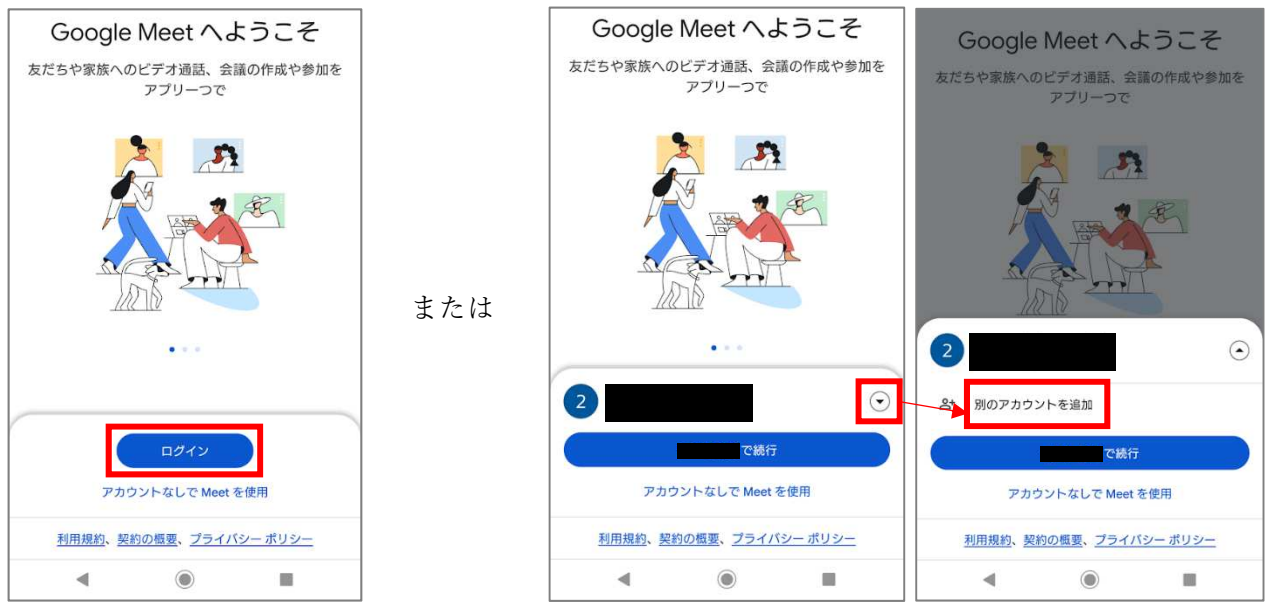 Google Meet へようこそ
友だちや家族へのビデオ通話、会議の作成や参加を
アプリ一つで
ログイン
アカウントなしで Meet を使用
利用規約、契約の概要、プライバシー ポリシー
または
Google Meet へようこそ
友だちや家族へのビデオ通話、会議の作成や参加を
アプリ一つで
2
で続行
アカウントなしで Meet を使用
利用規約、契約の概要、プライバシー ポリシー
Google Meet へようこそ
友だちや家族へのビデオ通話、会議の作成や参加を
アプリ一つで
2
別のアカウントを追加
で続行
アカウントなしで Meet を使用
利用規約、契約の概要、プライバシー ポリシー